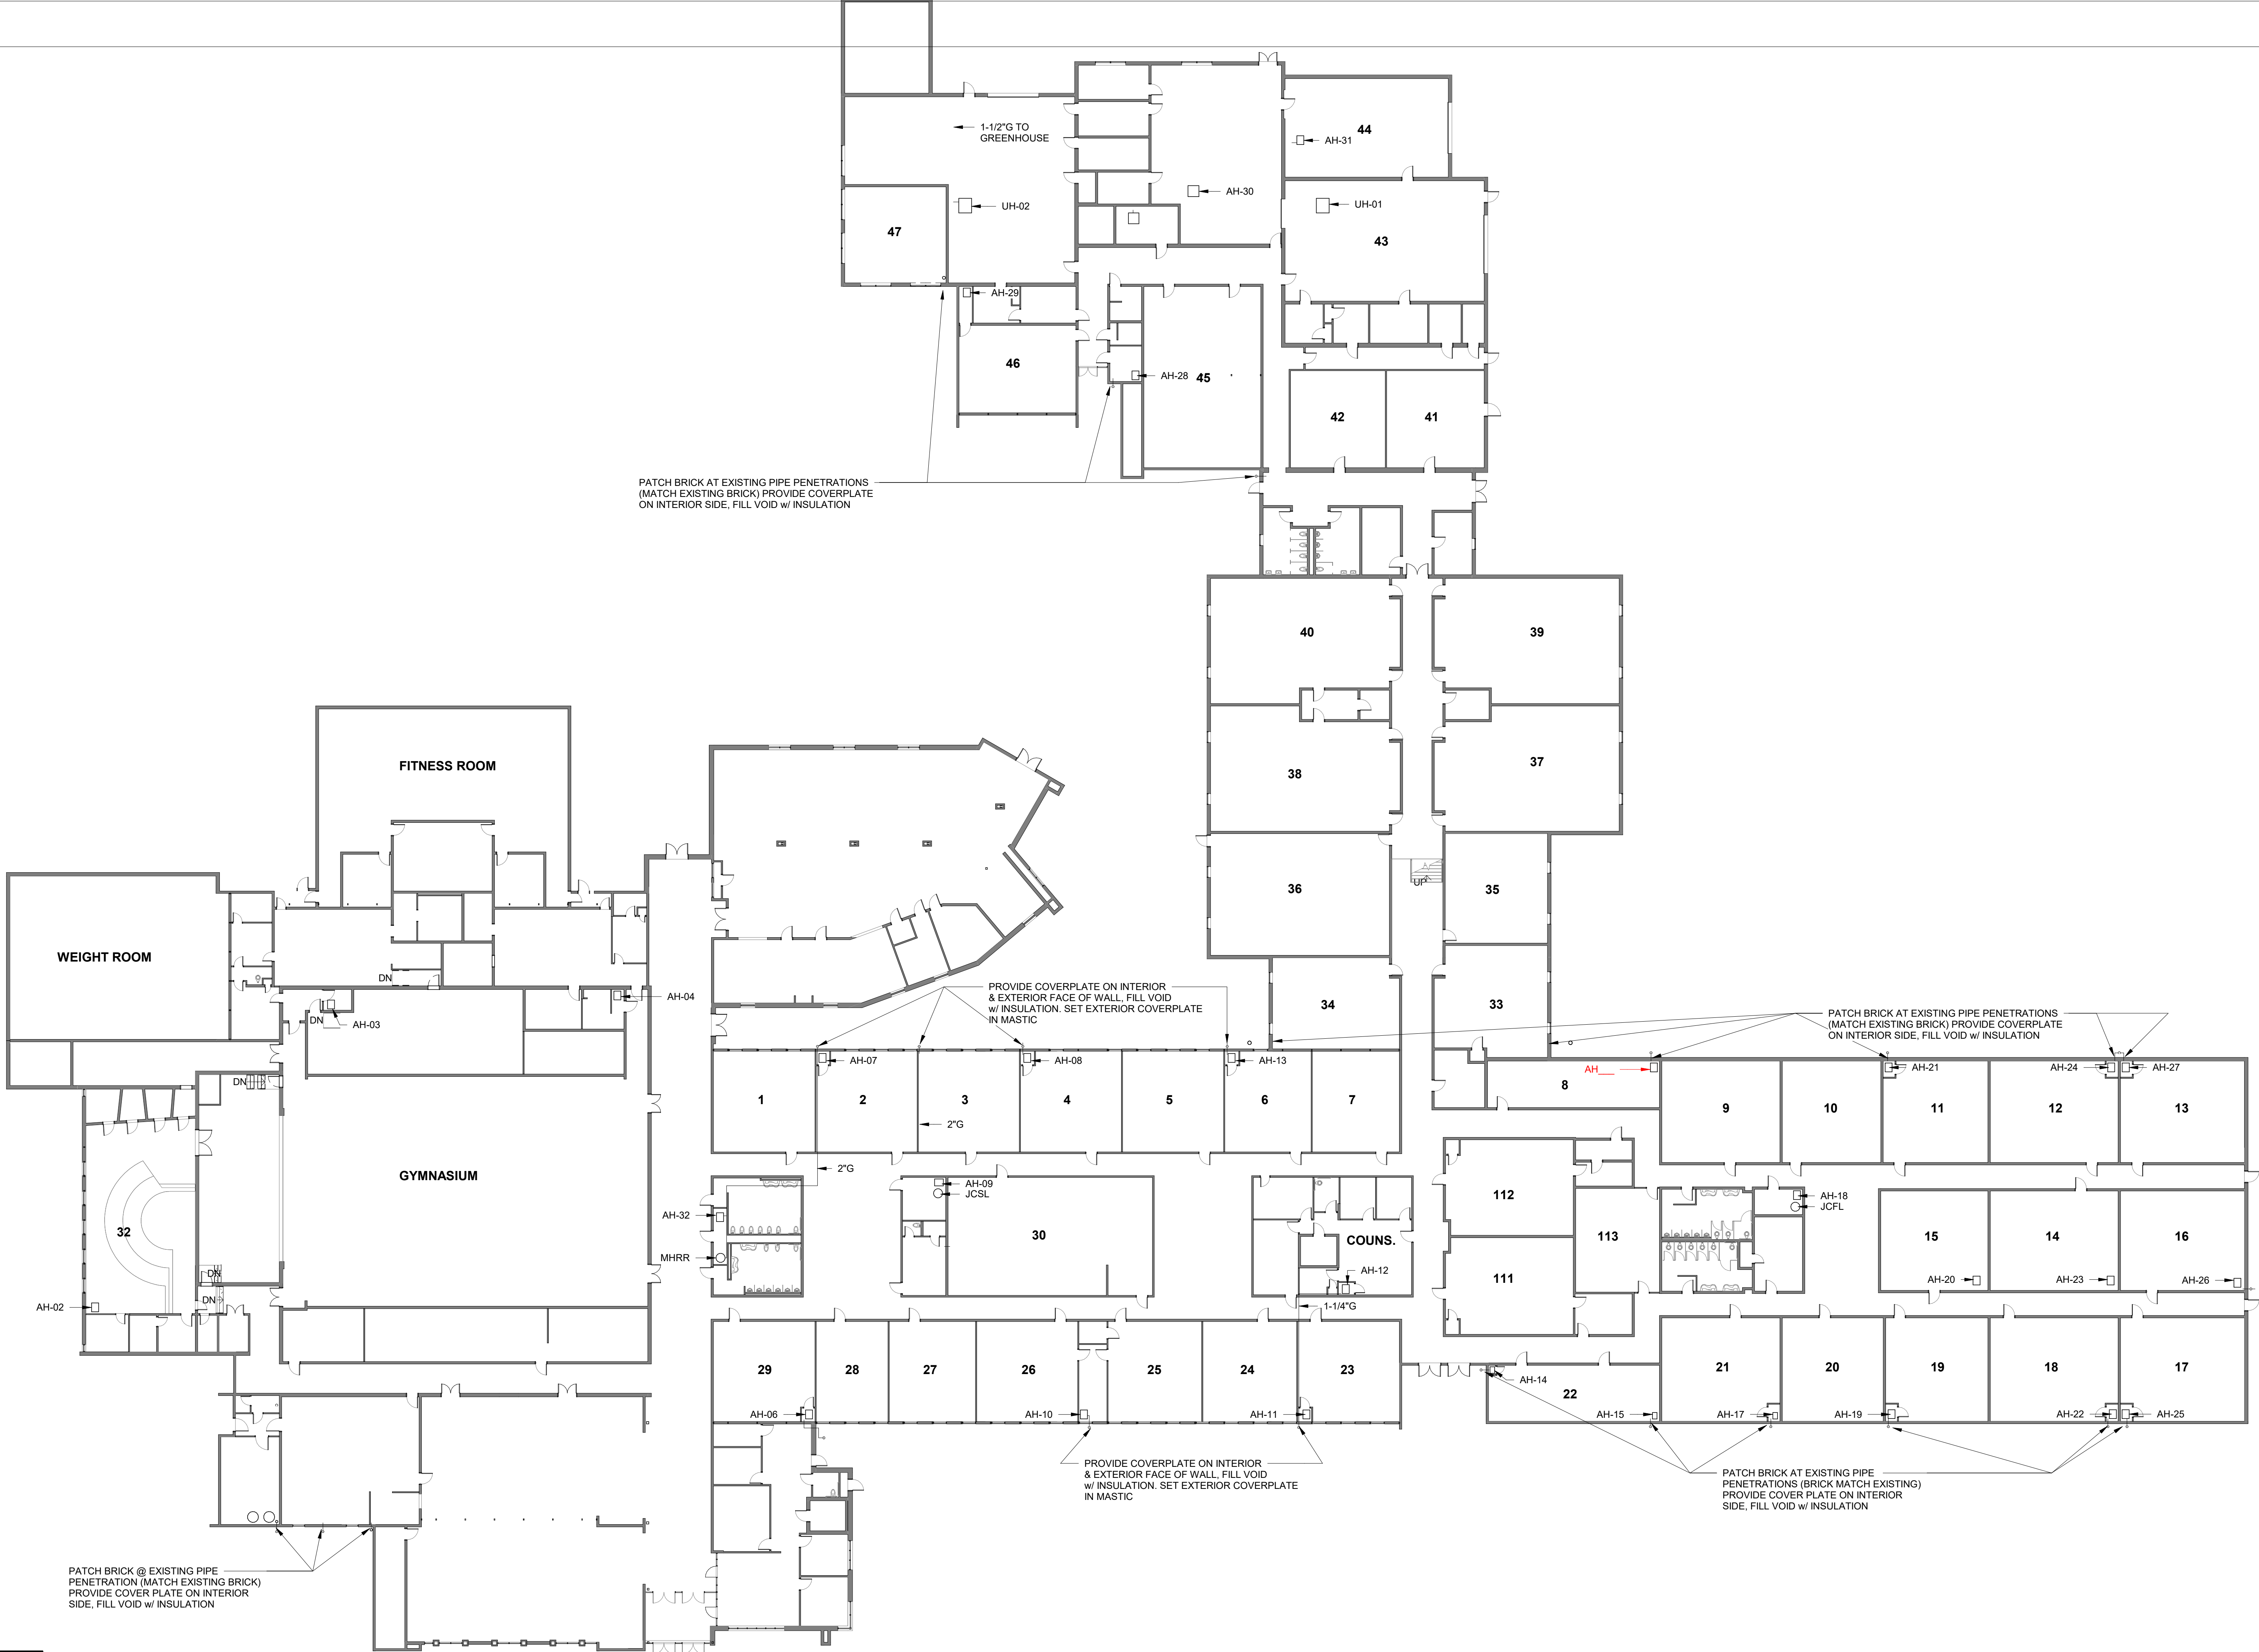 44
1-1/2"G TO
GREENHOUSE
AH-31
AH-30
UH-02
UH-01
47
43
AH-29
46
AH-28
45
42
41
PATCH BRICK AT EXISTING PIPE PENETRATIONS
(MATCH EXISTING BRICK) PROVIDE COVERPLATE
ON INTERIOR SIDE, FILL VOID w/ INSULATION
40
39
38
37
36
35
UP
34
33
FITNESS ROOM
WEIGHT ROOM
DN
AH-04
AH-03
DN
PROVIDE COVERPLATE ON INTERIOR
& EXTERIOR FACE OF WALL, FILL VOID
w/ INSULATION. SET EXTERIOR COVERPLATE
IN MASTIC
PATCH BRICK AT EXISTING PIPE PENETRATIONS
(MATCH EXISTING BRICK) PROVIDE COVERPLATE
ON INTERIOR SIDE, FILL VOID w/ INSULATION
DN
AH-07
AH-08
AH-13
AH___
AH-21
AH-24
AH-27
1
2
3
4
5
6
7
8
9
10
11
12
13
2"G
2"G
GYMNASIUM
32
DN
DN
AH-02
AH-09
JCSL
AH-32
MHRR
30
COUNS.
AH-12
1-1/4"G
112
113
111
AH-18
JCFL
15
14
16
AH-20
AH-23
AH-26
29
28
27
26
25
24
23
22
21
20
19
18
17
AH-06
AH-10
AH-11
AH-14
AH-15
AH-17
AH-19
AH-22
AH-25
PROVIDE COVERPLATE ON INTERIOR
& EXTERIOR FACE OF WALL, FILL VOID
w/ INSULATION. SET EXTERIOR COVERPLATE
IN MASTIC
PATCH BRICK AT EXISTING PIPE
PENETRATIONS (BRICK MATCH EXISTING)
PROVIDE COVER PLATE ON INTERIOR
SIDE, FILL VOID w/ INSULATION
PATCH BRICK @ EXISTING PIPE
PENETRATION (MATCH EXISTING BRICK)
PROVIDE COVER PLATE ON INTERIOR
SIDE, FILL VOID w/ INSULATION